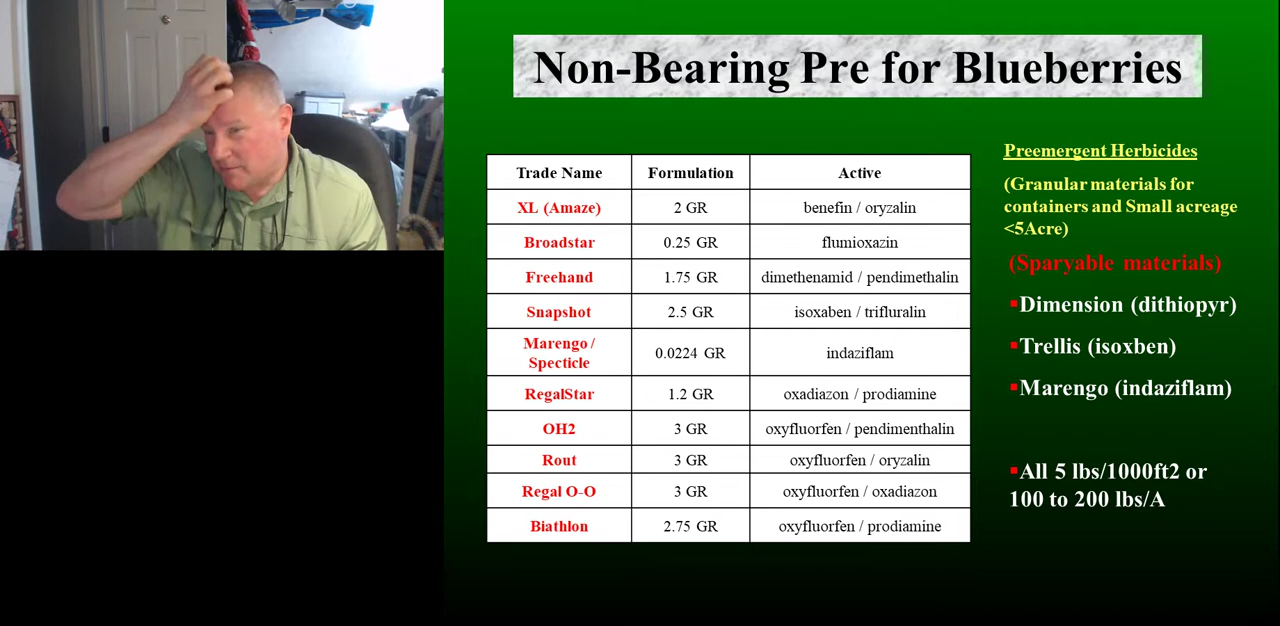 Non-Bearing Pre for Blueberries
Trade Name Formulation Active
XL (Amaze) 2 GR benefin / oryzalin
Broadstar 0.25 GR flumioxazin
Freehand 1.75 GR dimethenamid / pendimethalin
Snapshot 2.5 GR isoxaben / trifluralin
Marengo / Specticle 0.0224 GR indaziflam
RegalStar 1.2 GR oxadiazon / prodiamine
OH2 3 GR oxyfluorfen / pendimenthalin
Rout 3 GR oxyfluorfen / oryzalin
Regal O-O 3 GR oxyfluorfen / oxadiazon
Biathlon 2.75 GR oxyfluorfen / prodiamine
Preemergent Herbicides
(Granular materials for
containers and Small acreage
<5Acre)
(Sparyable materials)
▪Dimension (dithiopyr)
▪Trellis (isoxben)
▪Marengo (indaziflam)
▪All 5 lbs/1000ft2 or
100 to 200 lbs/A